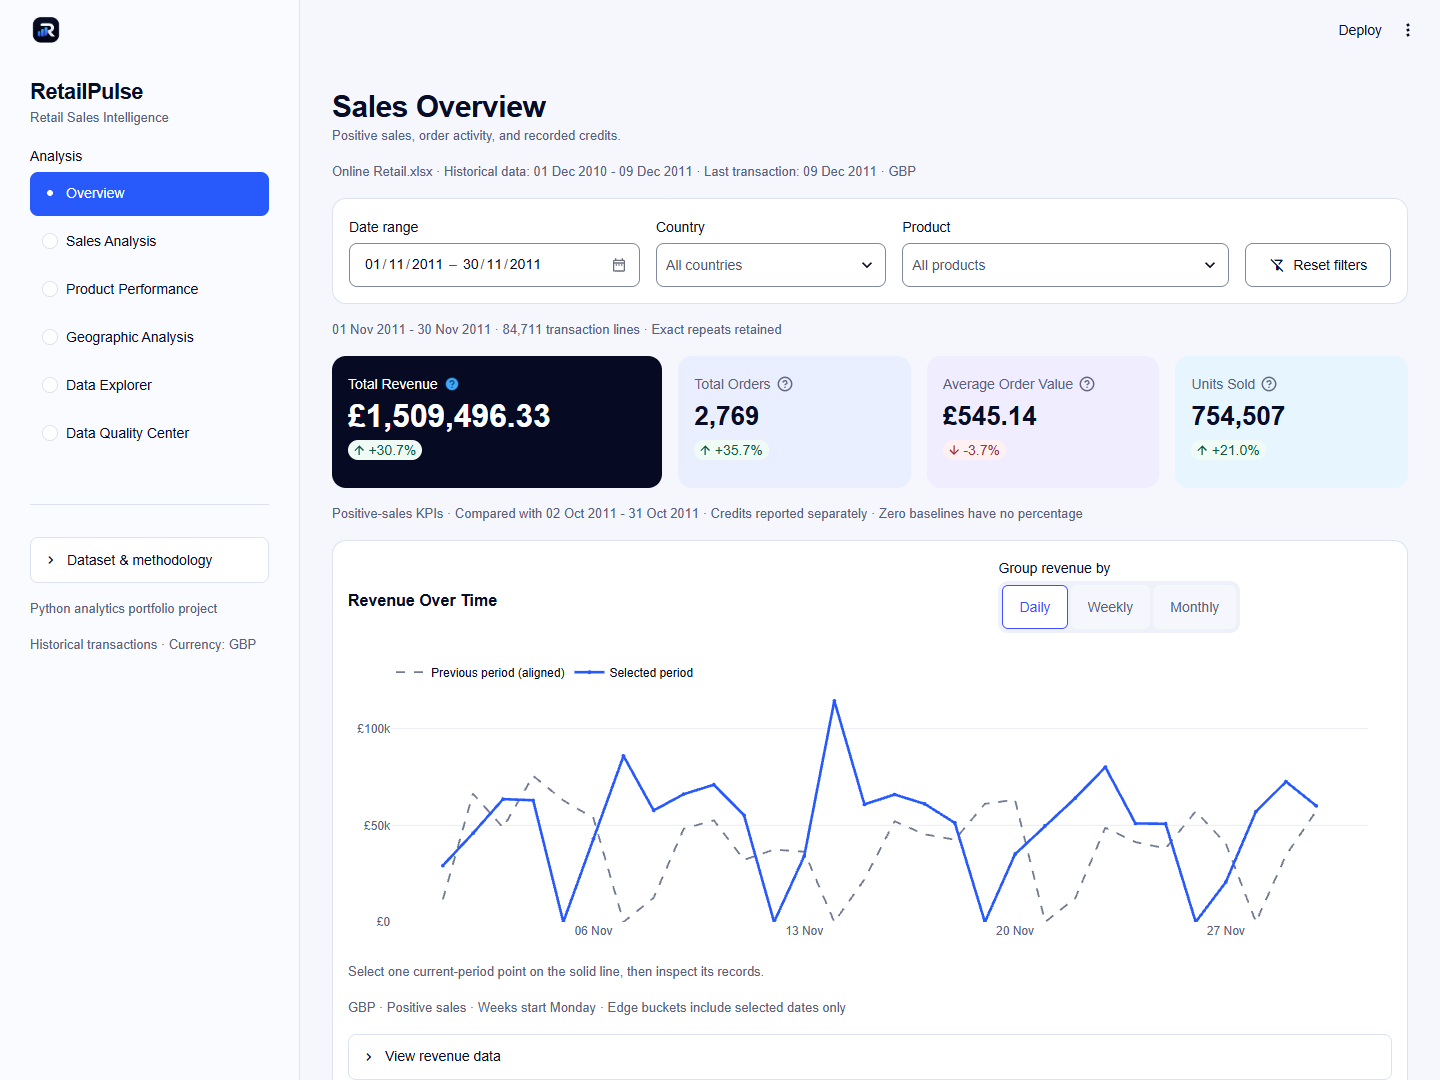 R
Deploy
RetailPulse
Retail Sales Intelligence
Analysis
Overview
Sales Analysis
Product Performance
Geographic Analysis
Data Explorer
Data Quality Center
Dataset & methodology
Python analytics portfolio project
Historical transactions · Currency: GBP
Sales Overview
Positive sales, order activity, and recorded credits.
Online Retail.xlsx · Historical data: 01 Dec 2010 - 09 Dec 2011 · Last transaction: 09 Dec 2011 · GBP
Date range
Country
Product
01/11/2011 – 30/11/2011
All countries
All products
Reset filters
01 Nov 2011 - 30 Nov 2011 · 84,711 transaction lines · Exact repeats retained
Total Revenue ?
£1,509,496.33
↑ +30.7%
Total Orders ?
2,769
↑ +35.7%
Average Order Value ?
£545.14
↓ -3.7%
Units Sold ?
754,507
↑ +21.0%
Positive-sales KPIs · Compared with 02 Oct 2011 - 31 Oct 2011 · Credits reported separately · Zero baselines have no percentage
Revenue Over Time
Group revenue by
Daily
Weekly
Monthly
Previous period (aligned)
Selected period
£100k
£50k
£0
06 Nov
13 Nov
20 Nov
27 Nov
Select one current-period point on the solid line, then inspect its records.
GBP · Positive sales · Weeks start Monday · Edge buckets include selected dates only
View revenue data